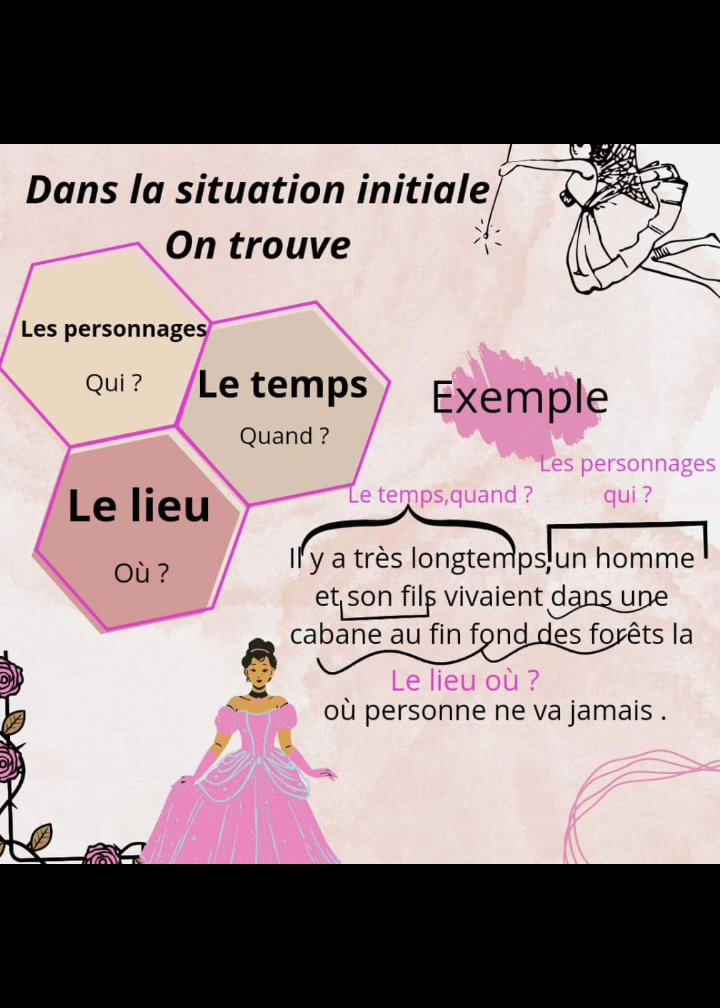 Dans la situation initiale
On trouve
Les personnages
Qui ?
Le temps
Quand ?
Le lieu
Où ?
Exemple
Les personnages
qui ?
Le temps,quand ?
Il y a très longtemps,un homme
et son fils vivaient dans une
cabane au fin fond des forêts la
Le lieu où ?
où personne ne va jamais .